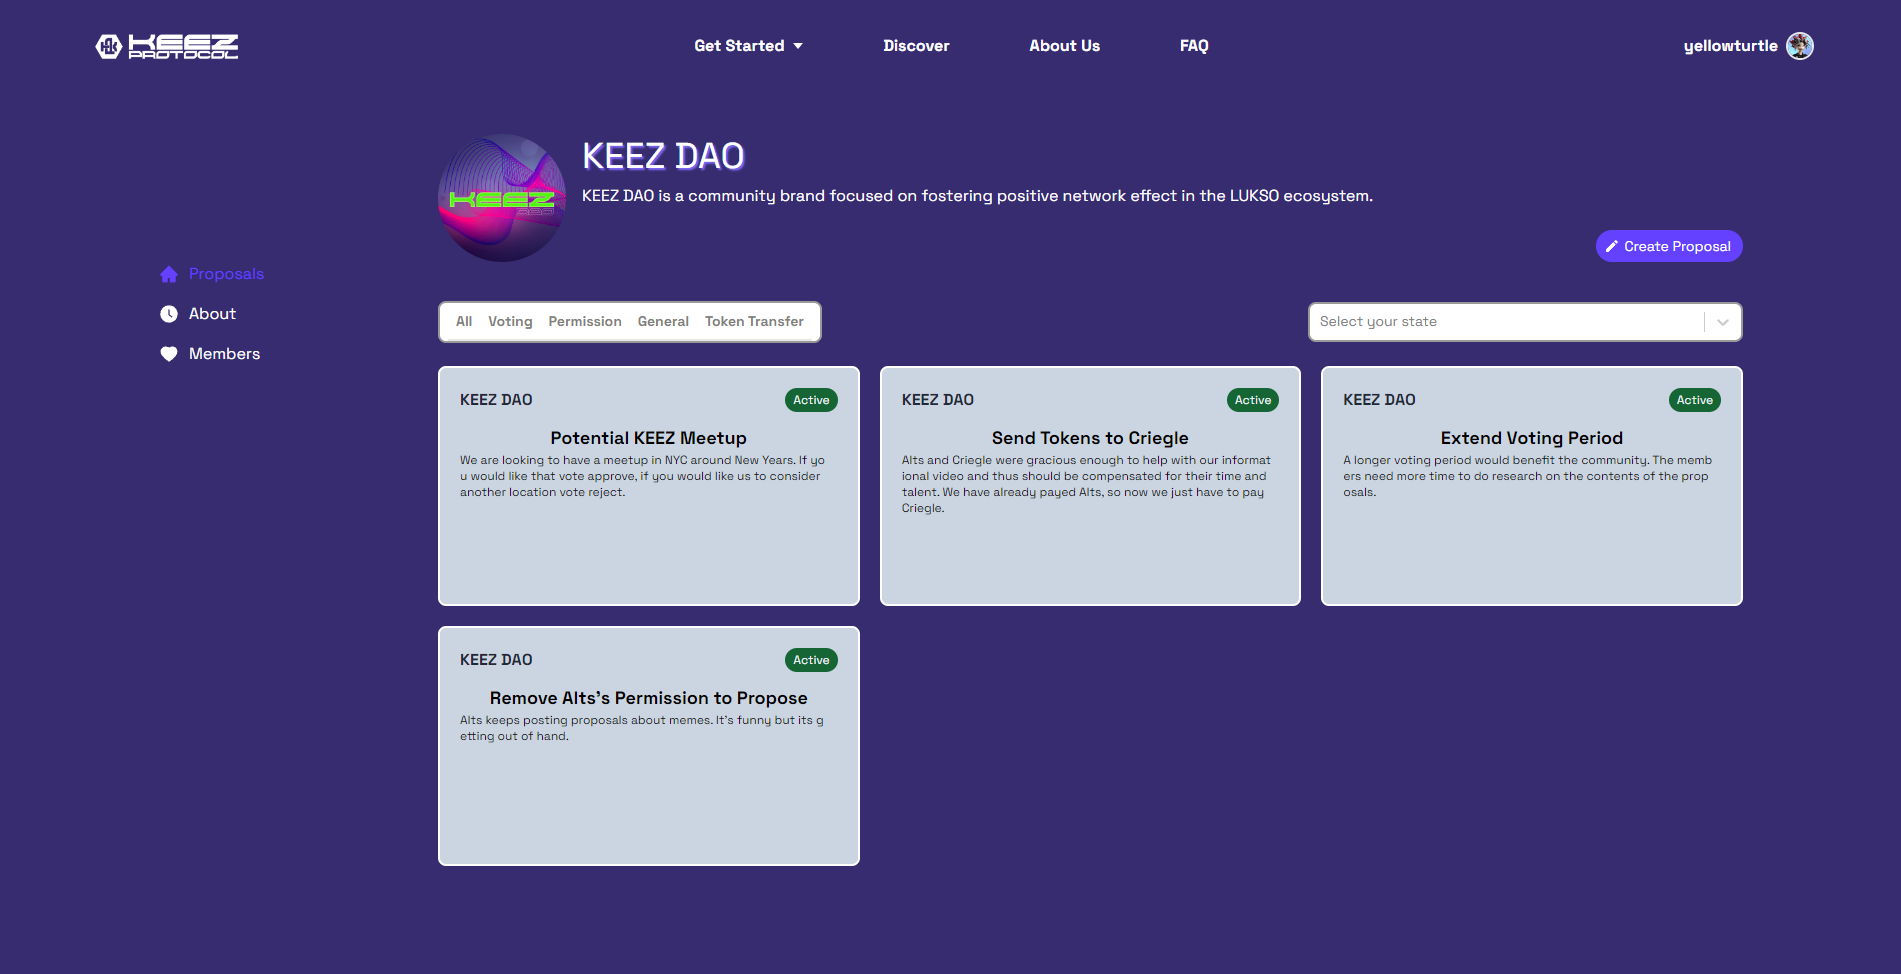 KEEZ
PROTOCOL
Get Started
Discover
About Us
FAQ
yellowturtle
KEEZ
DAO
KEEZ DAO
KEEZ DAO is a community brand focused on fostering positive network effect in the LUKSO ecosystem.
Create Proposal
Proposals
About
Members
All Voting Permission General Token Transfer
Select your state
KEEZ DAO
Active
Potential KEEZ Meetup
We are looking to have a meetup in NYC around New Years. If yo
u would like that vote approve, if you would like us to consider
another location vote reject.
KEEZ DAO
Active
Send Tokens to Criegle
Alts and Criegle were gracious enough to help with our informat
ional video and thus should be compensated for their time and
talent. We have already payed Alts, so now we just have to pay
Criegle.
KEEZ DAO
Active
Extend Voting Period
A longer voting period would benefit the community. The memb
ers need more time to do research on the contents of the prop
osals.
KEEZ DAO
Active
Remove Alts's Permission to Propose
Alts keeps posting proposals about memes. It's funny but its g
etting out of hand.